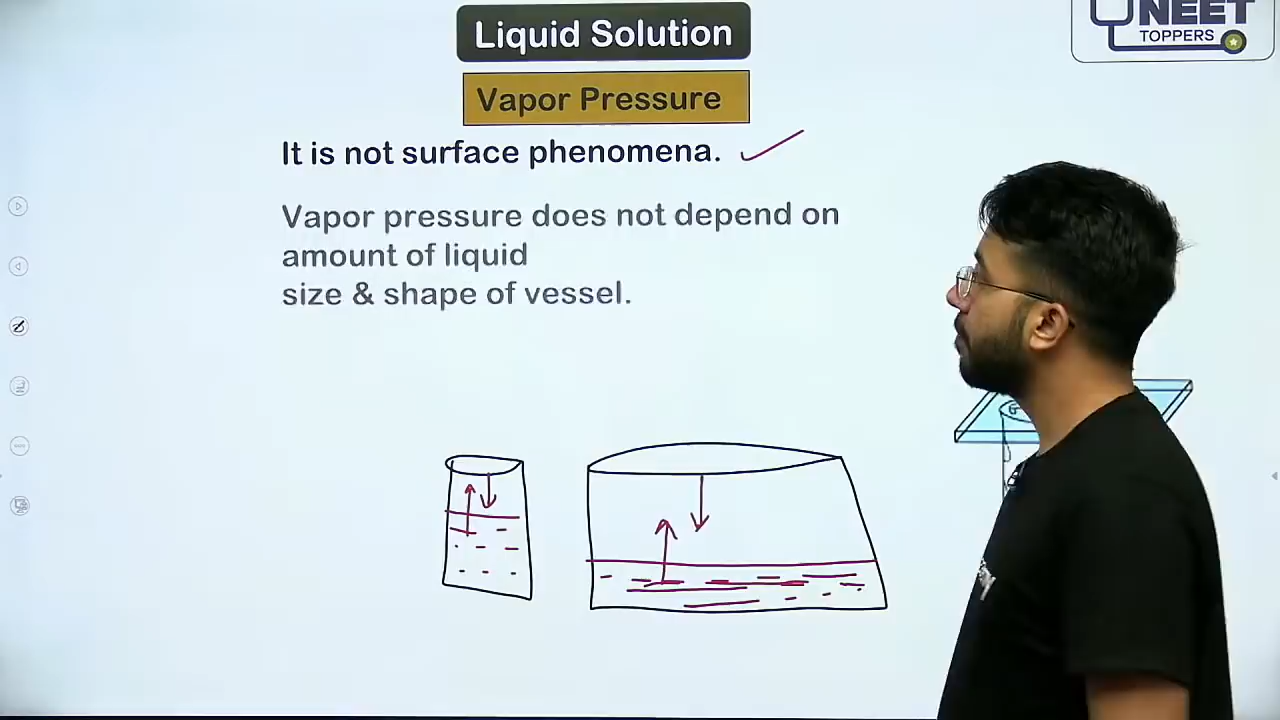 Liquid Solution
NEET
TOPPERS
Vapor Pressure
It is not surface phenomena.
Vapor pressure does not depend on
amount of liquid
size & shape of vessel.